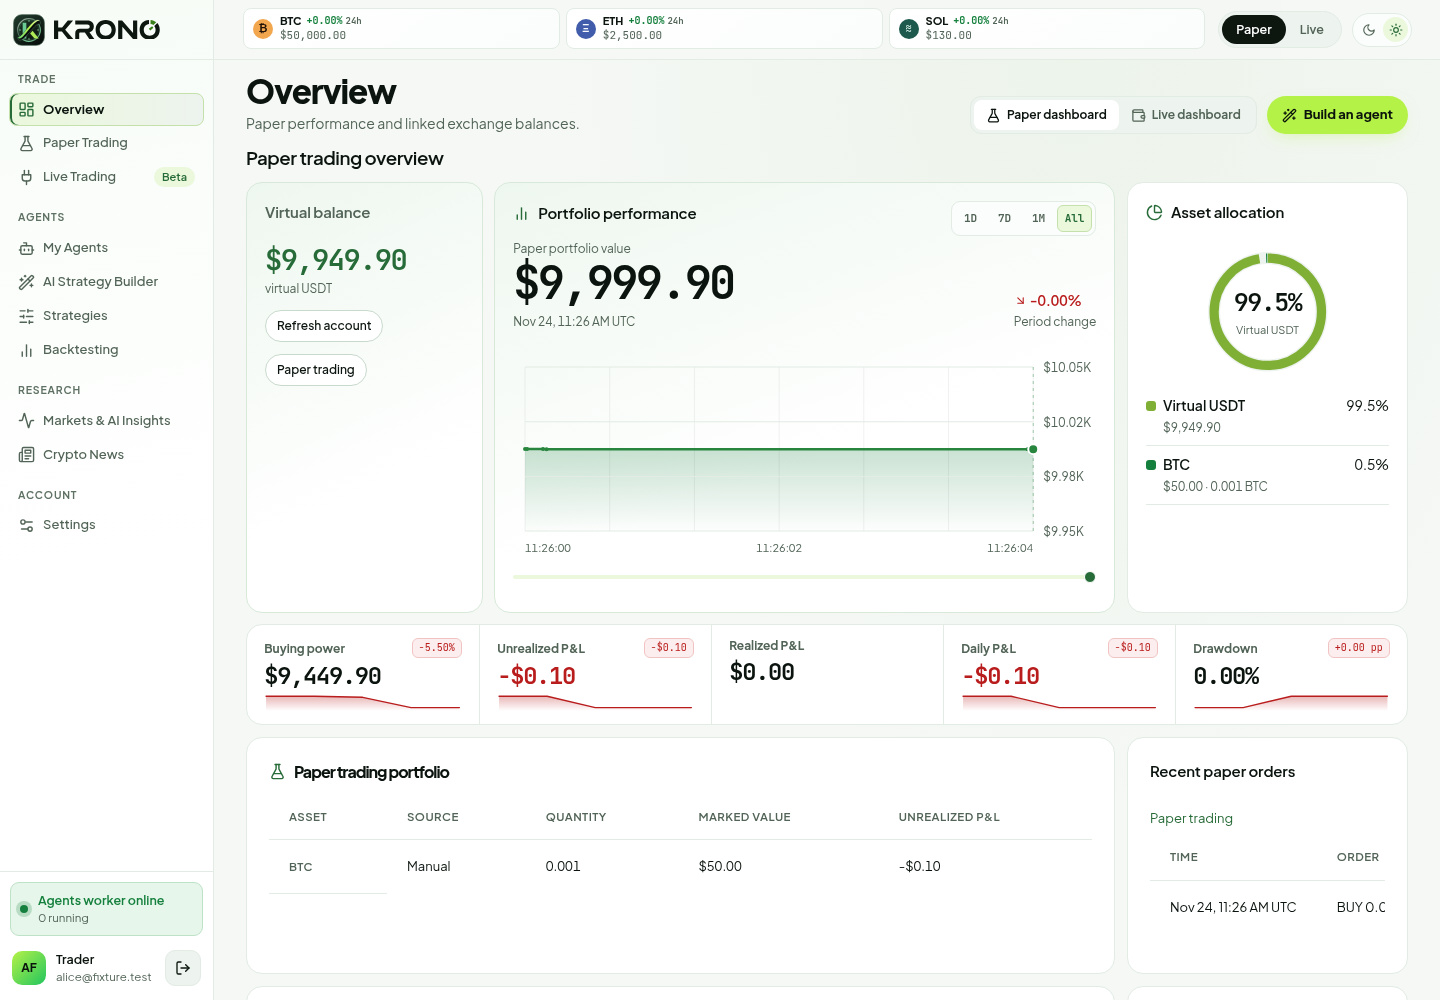 KRONO
BTC +0.00% 24h
$50,000.00
ETH +0.00% 24h
$2,500.00
SOL +0.00% 24h
$130.00
Paper
Live
TRADE
Overview
Paper Trading
Live Trading
Beta
AGENTS
My Agents
AI Strategy Builder
Strategies
Backtesting
RESEARCH
Markets & AI Insights
Crypto News
ACCOUNT
Settings
Agents worker online
0 running
AF
Trader
alice@fixture.test
Overview
Paper performance and linked exchange balances.
Paper dashboard
Live dashboard
Build an agent
Paper trading overview
Virtual balance
$9,949.90
virtual USDT
Refresh account
Paper trading
Portfolio performance
1D 7D 1M All
Paper portfolio value
$9,999.90
Nov 24, 11:26 AM UTC
-0.00%
Period change
$10.05K
$10.02K
$9.98K
$9.95K
11:26:00 11:26:02 11:26:04
Asset allocation
99.5%
Virtual USDT
Virtual USDT 99.5%
$9,949.90
BTC 0.5%
$50.00 · 0.001 BTC
Buying power -5.50%
$9,449.90
Unrealized P&L -$0.10
-$0.10
Realized P&L
$0.00
Daily P&L -$0.10
-$0.10
Drawdown +0.00 pp
0.00%
Paper trading portfolio
ASSET SOURCE QUANTITY MARKED VALUE UNREALIZED P&L
BTC Manual 0.001 $50.00 -$0.10
Recent paper orders
Paper trading
TIME ORDER
Nov 24, 11:26 AM UTC BUY 0.0